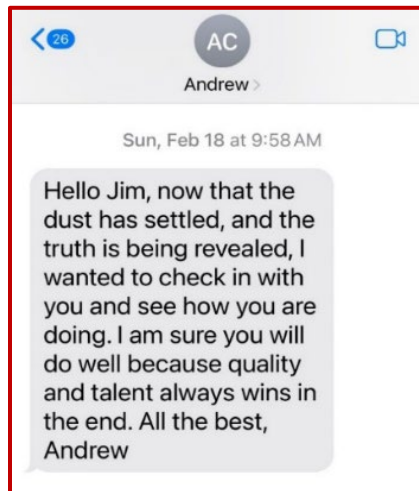 26
AC
Andrew >
Sun, Feb 18 at 9:58 AM
Hello Jim, now that the
dust has settled, and the
truth is being revealed, I
wanted to check in with
you and see how you are
doing. I am sure you will
do well because quality
and talent always wins in
the end. All the best,
Andrew